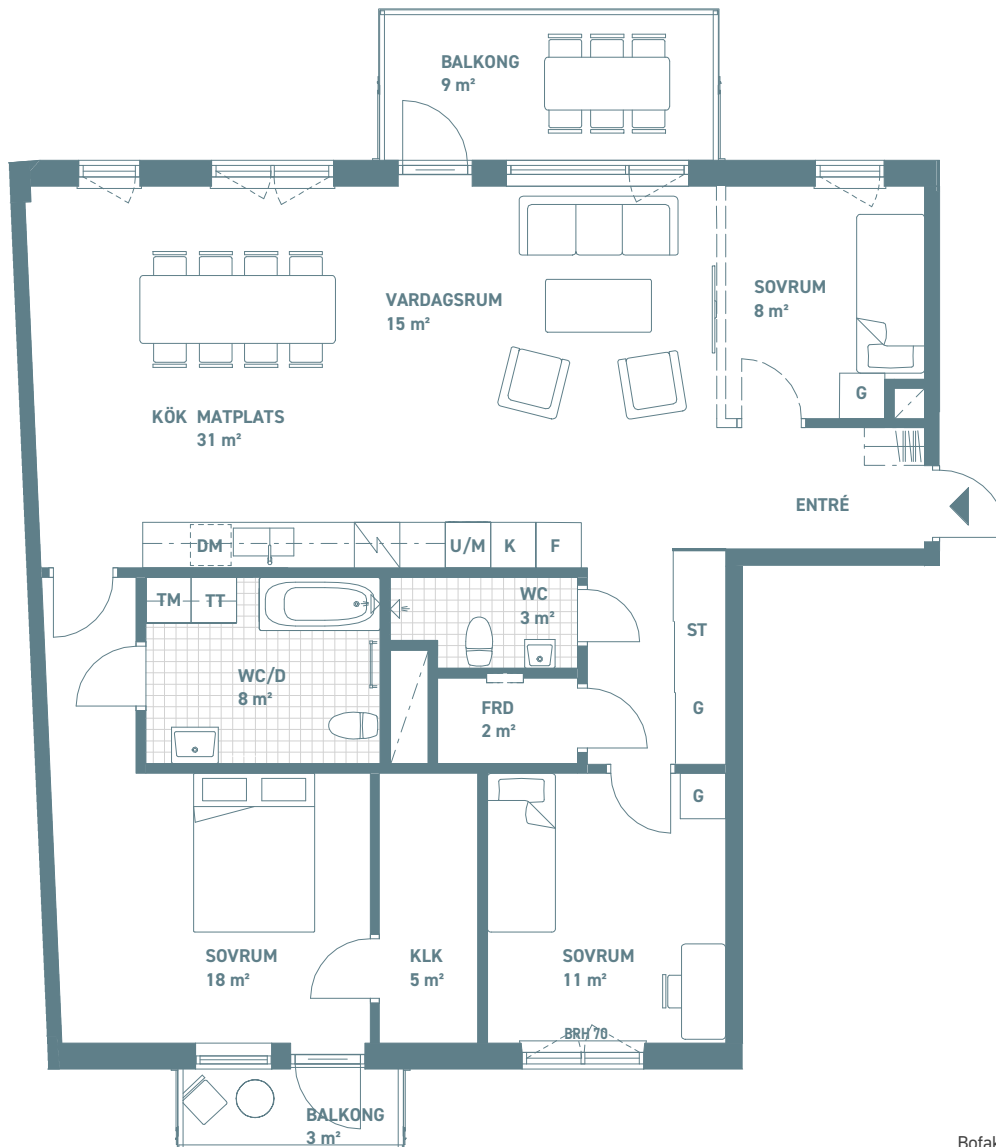 BALKONG
9 m²
SOVRUM
8 m²
VARDAGSRUM
15 m²
G
KÖK MATPLATS
31 m²
ENTRÉ
DM
U/M
K
F
TM
TT
WC
3 m²
ST
WC/D
8 m²
FRD
2 m²
G
G
SOVRUM
18 m²
KLK
5 m²
SOVRUM
11 m²
BRH 70
BALKONG
3 m²
Bofak